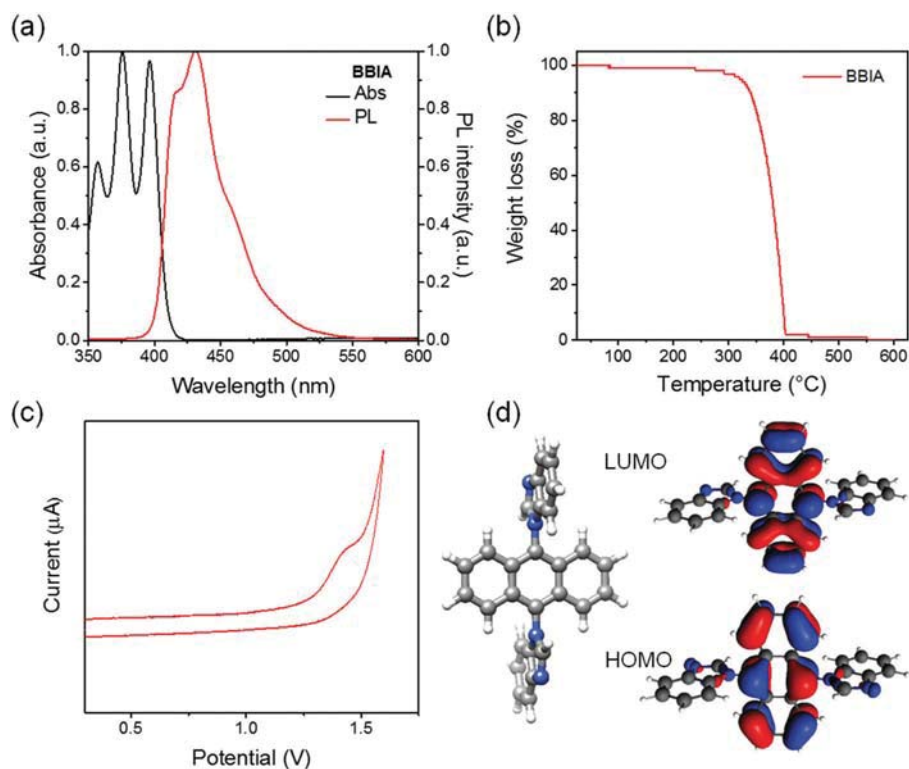 (a)
1.0
0.8
0.6
0.4
0.2
0.0
Absorbance (a.u.)
350 400 450 500 550 600
Wavelength (nm)
1.0
0.8
0.6
0.4
0.2
0.0
PL intensity (a.u.)
BBIA
Abs
PL
(b)
100
80
60
40
20
0
Weight loss (%)
100 200 300 400 500 600
Temperature (°C)
BBIA
(c)
Current (µA)
0.5 1.0 1.5
Potential (V)
(d)
LUMO
HOMO